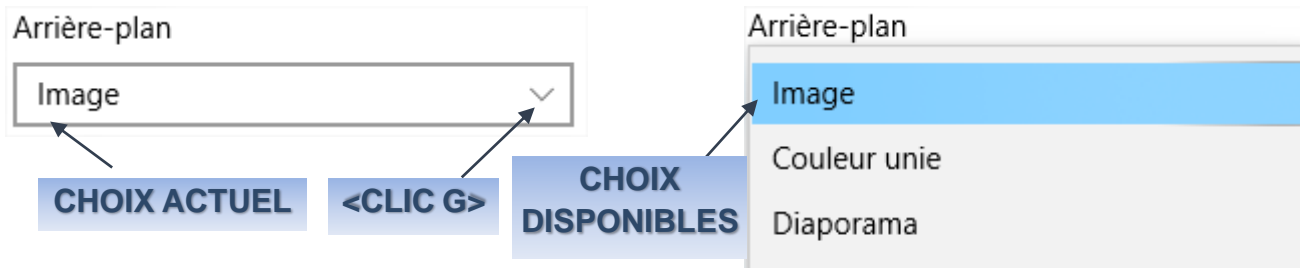 Arrière-plan
Image
CHOIX ACTUEL
<CLIC G>
CHOIX
DISPONIBLES
Arrière-plan
Image
Couleur unie
Diaporama